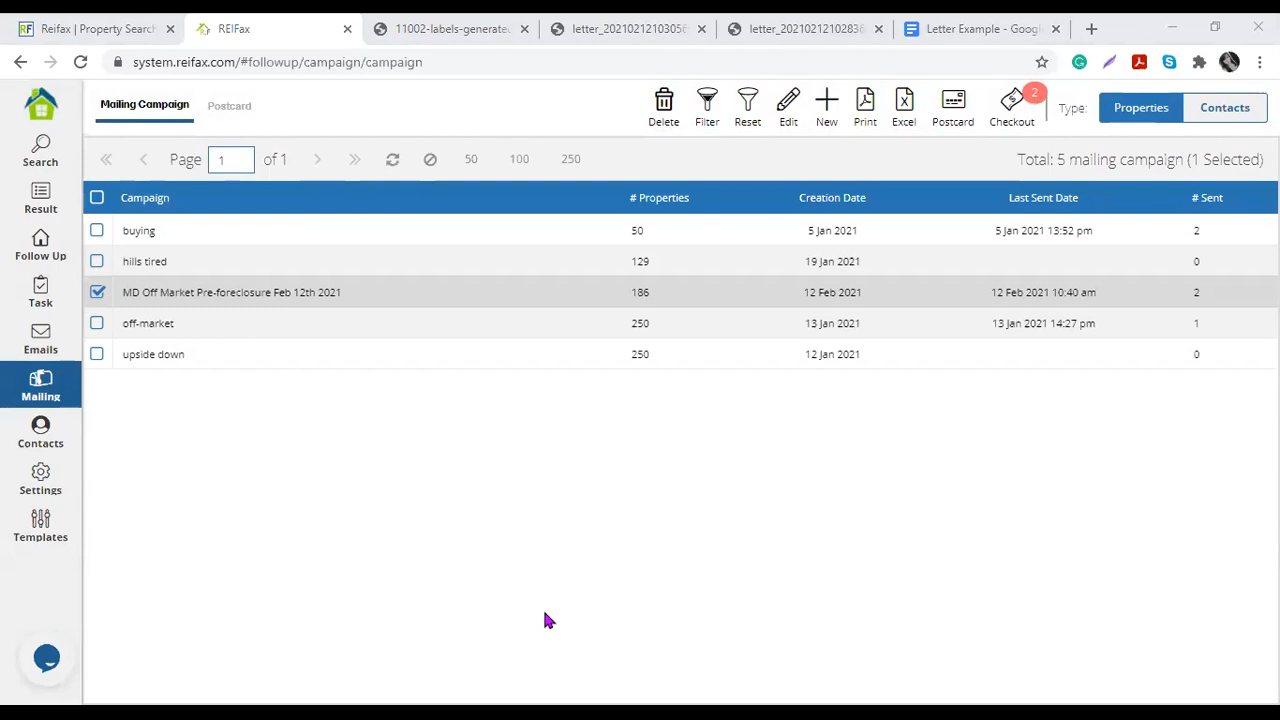 RF Reifax | Property Search
REIFax
11002-labels-generated
letter_2021021210305
letter_20210212102836
Letter Example - Google
system.reifax.com/#followup/campaign/campaign
Mailing Campaign
Postcard
Delete
Filter
Reset
Edit
New
Print
Excel
Postcard
2
Checkout
Type:
Properties
Contacts
Page 1 of 1
50
100
250
Total: 5 mailing campaign (1 Selected)
Campaign # Properties Creation Date Last Sent Date # Sent
buying 50 5 Jan 2021 5 Jan 2021 13:52 pm 2
hills tired 129 19 Jan 2021 0
MD Off Market Pre-foreclosure Feb 12th 2021 186 12 Feb 2021 12 Feb 2021 10:40 am 2
off-market 250 13 Jan 2021 13 Jan 2021 14:27 pm 1
upside down 250 12 Jan 2021 0
Search
Result
Follow Up
Task
Emails
Mailing
Contacts
Settings
Templates